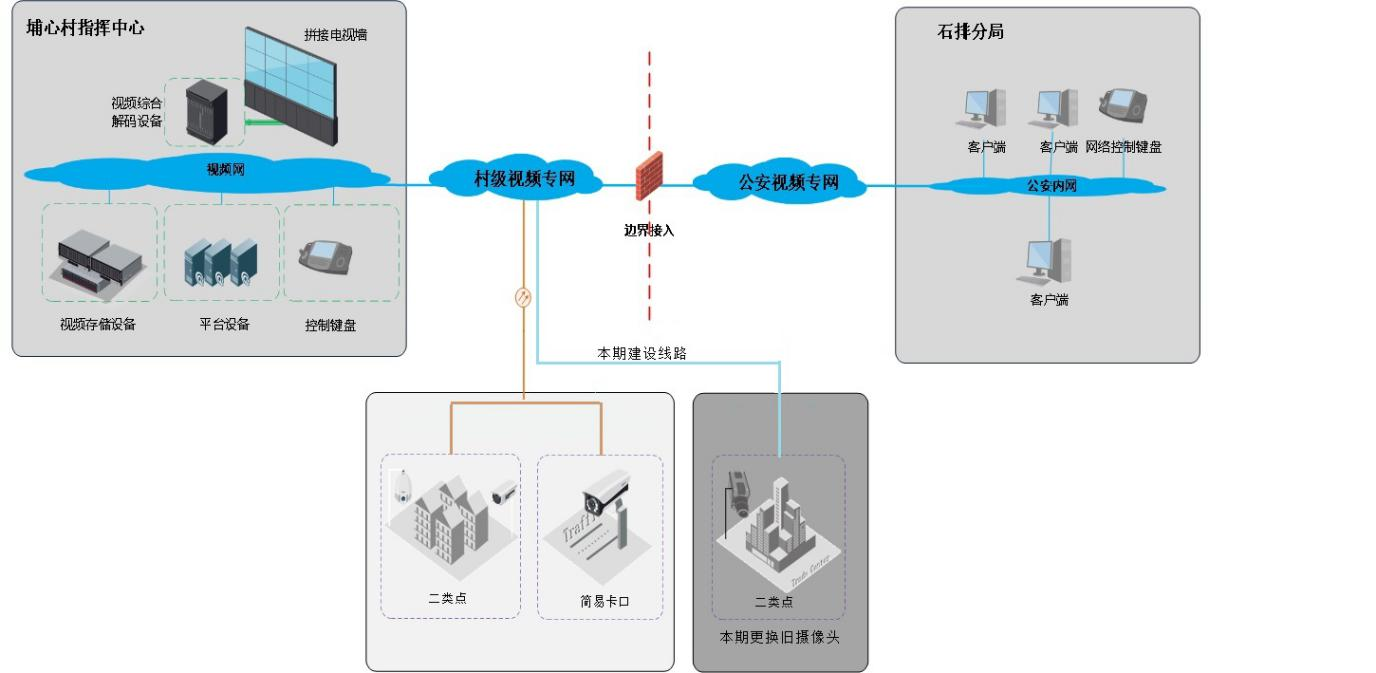 埔心村指挥中心
拼接电视墙
视频综合
解码设备
视频网
视频存储设备
平台设备
控制键盘
村级视频专网
边界接入
公安视频专网
石排分局
客户端
客户端
网络控制键盘
公安内网
客户端
本期建设线路
Traffi
二类点
简易卡口
Trade Center
二类点
本期更换旧摄像头